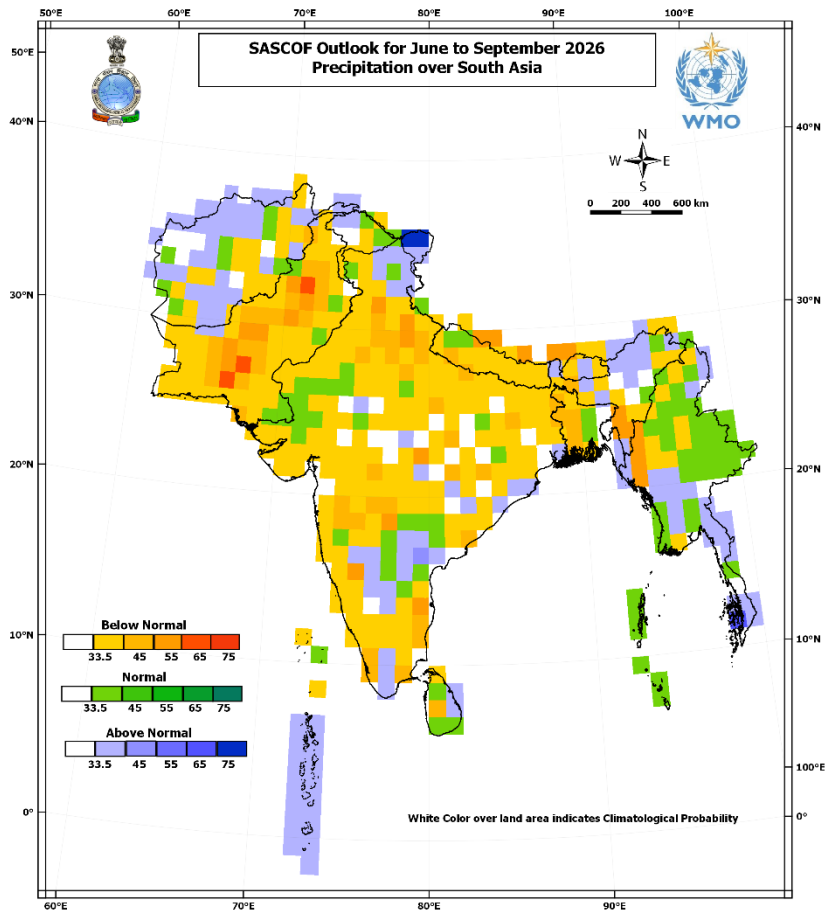 50°E 60°E 70°E 80°E 90°E 100°E
SASCOF Outlook for June to September 2026
Precipitation over South Asia
WMO
50°N
40°N
40°N
N
W E
S
0 200 400 600 km
30°N
30°N
20°N
20°N
10°N
10°N
Below Normal
33.5 45 55 65 75
Normal
33.5 45 55 65 75
Above Normal
33.5 45 55 65 75
100°E
0°
0°
White Color over land area indicates Climatological Probability
60°E 70°E 80°E 90°E